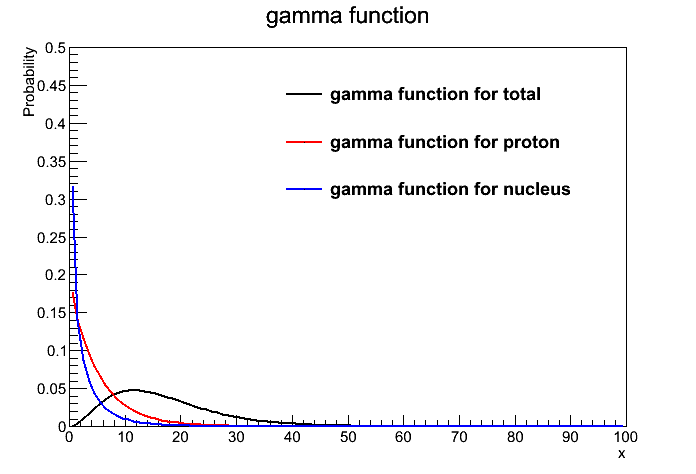 gamma function
Probability
0.5
0.45
0.4
0.35
0.3
0.25
0.2
0.15
0.1
0.05
0
gamma function for total
gamma function for proton
gamma function for nucleus
0 10 20 30 40 50 60 70 80 90 100
x